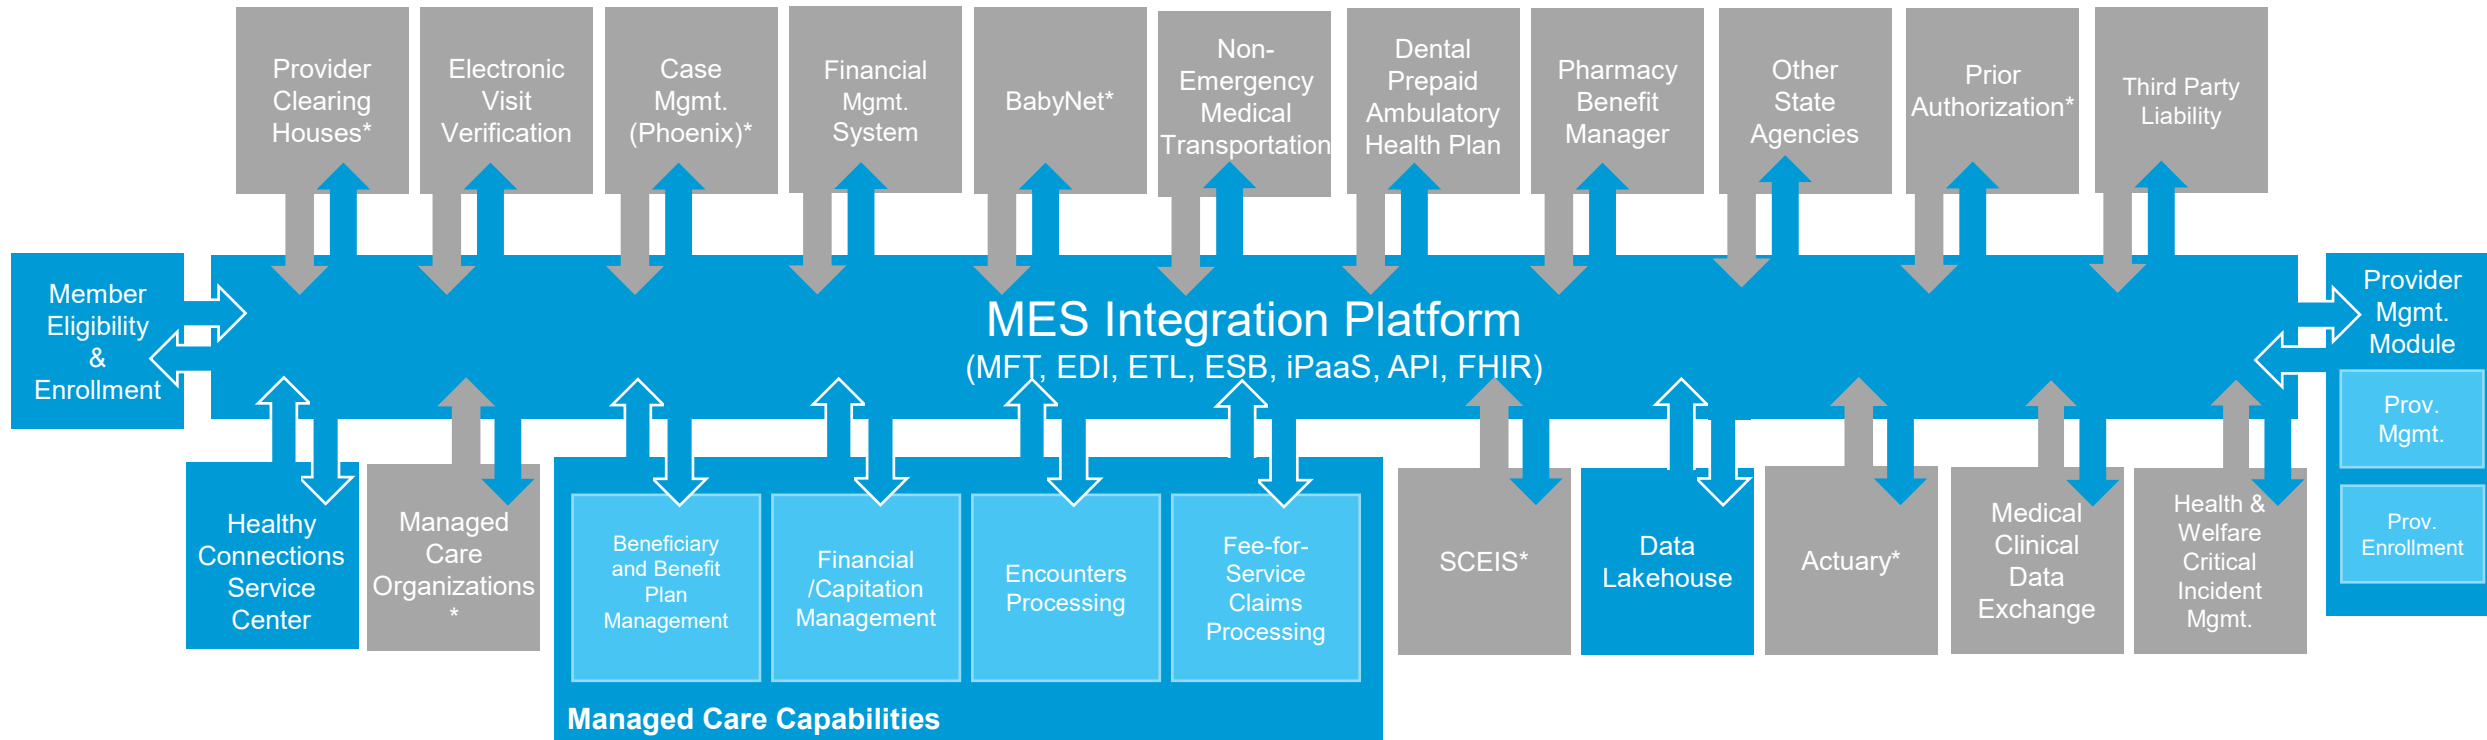 Provider
Clearing
Houses*
Electronic
Visit
Verification
Case
Mgmt.
(Phoenix)*
Financial
Mgmt.
System
BabyNet*
Non-
Emergency
Medical
Transportation
Dental
Prepaid
Ambulatory
Health Plan
Pharmacy
Benefit
Manager
Other
State
Agencies
Prior
Authorization*
Third Party
Liability
Member
Eligibility
&
Enrollment
MES Integration Platform
(MFT, EDI, ETL, ESB, iPaaS, API, FHIR)
Provider
Mgmt.
Module
Prov.
Mgmt.
Prov.
Enrollment
Healthy
Connections
Service
Center
Managed
Care
Organizations
*
Beneficiary
and Benefit
Plan
Management
Financial
/Capitation
Management
Encounters
Processing
Fee-for-
Service
Claims
Processing
Managed Care Capabilities
SCEIS*
Data
Lakehouse
Actuary*
Medical
Clinical
Data
Exchange
Health &
Welfare
Critical
Incident
Mgmt.